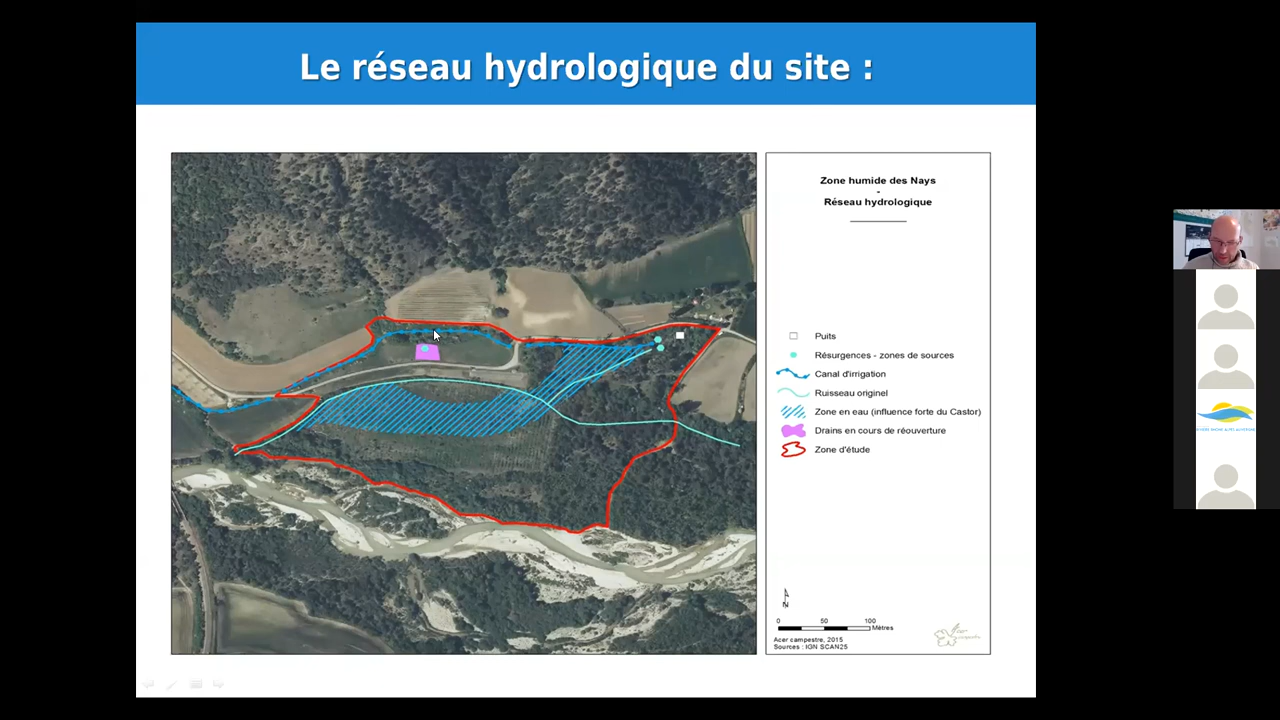 Le réseau hydrologique du site :
Zone humide des Nays
-
Réseau hydrologique
Puits
Résurgences - zones de sources
Canal d'irrigation
Ruisseau originel
Zone en eau (influence forte du Castor)
Drains en cours de réouverture
Zone d'étude
N
0 50 100
Mètres
Acer campestre, 2015
Sources : IGN SCAN25